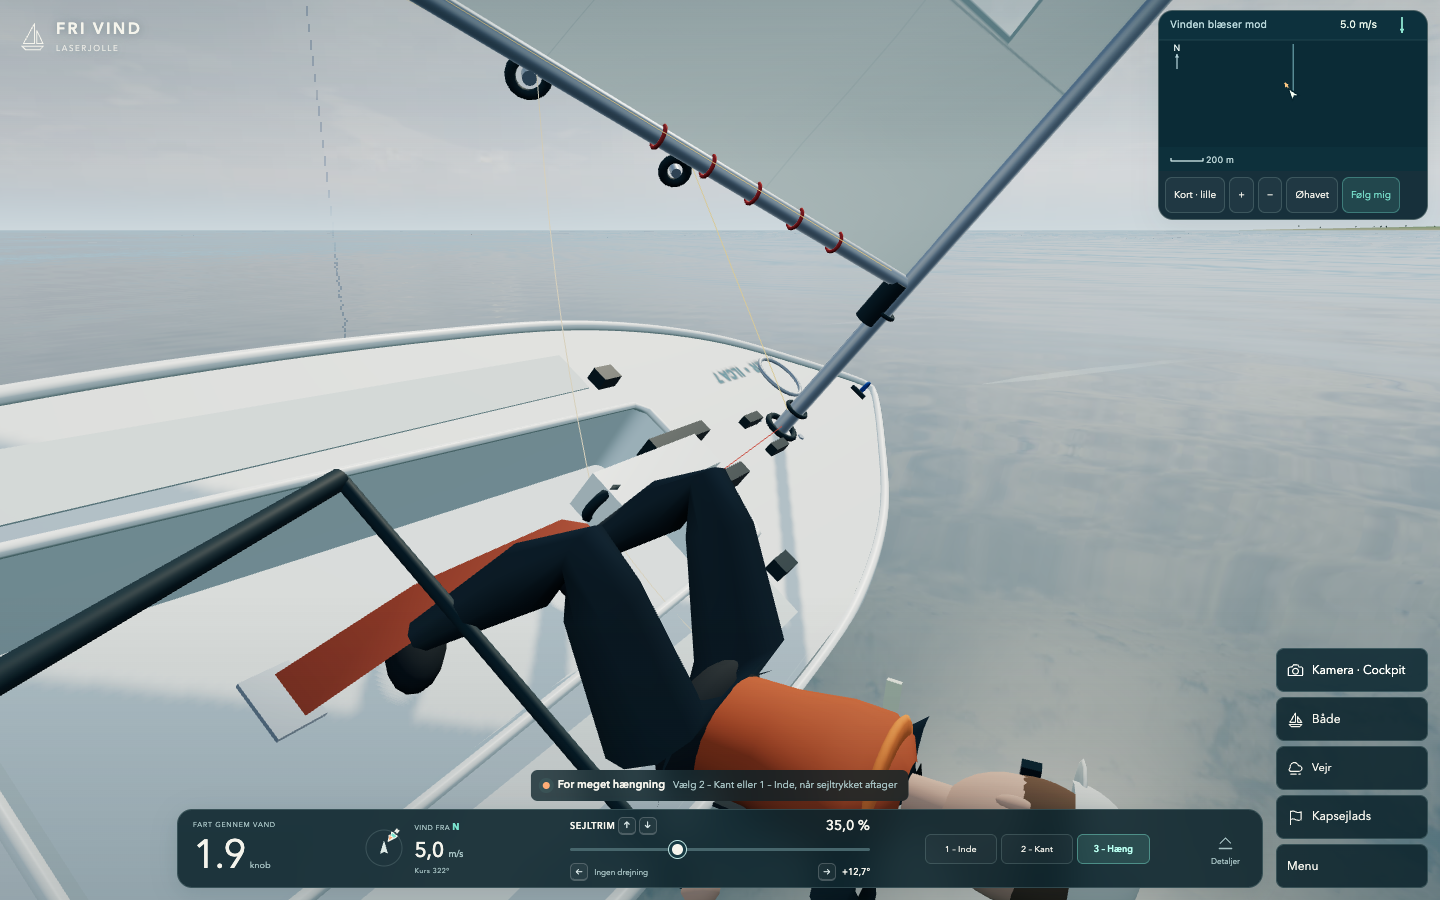 FRI VIND
LASERJOLLE
Vinden blæser mod 5.0 m/s
N
200 m
Kort · lille + − Øhavet Følg mig
Kamera · Cockpit
Både
Vejr
Kapsejlads
Menu
For meget hængning Vælg 2 – Kant eller 1 – Inde, når sejltrykket aftager
FART GENNEM VAND
1.9 knob
VIND FRA N
5,0 m/s
Kurs 322°
SEJLTRIM ↑ ↓ 35,0 %
← Ingen drejning → +12,7°
1 – Inde 2 – Kant 3 – Hæng
Detaljer